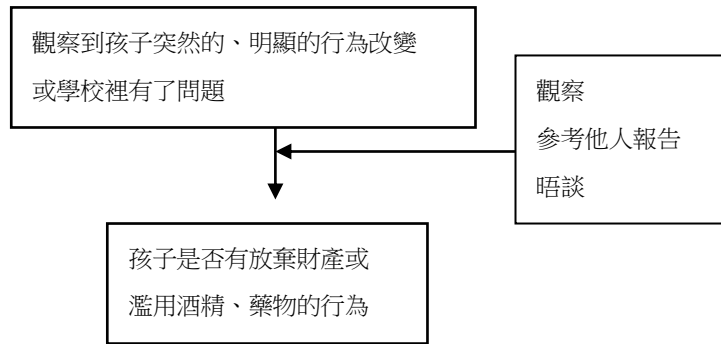 觀察到孩子突然的、明顯的行為改變
或學校裡有了問題
觀察
參考他人報告
晤談
孩子是否有放棄財產或
濫用酒精、藥物的行為